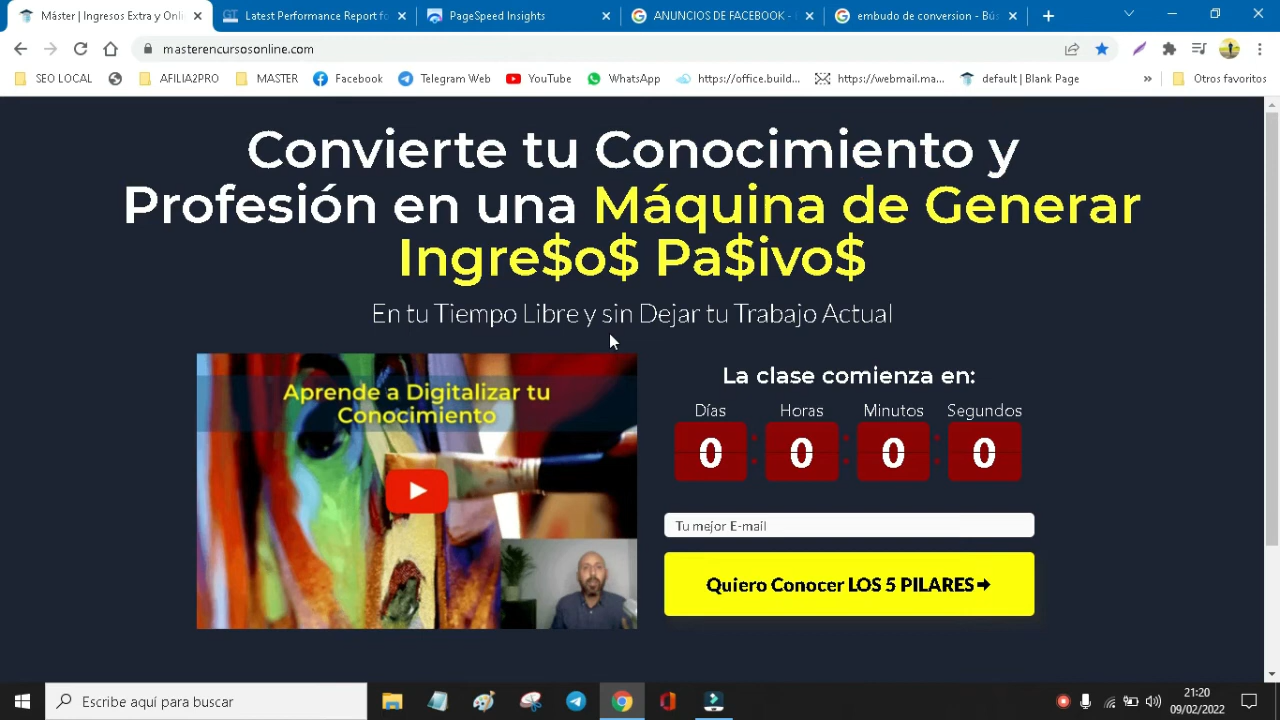 Máster | Ingresos Extra y Onli
Latest Performance Report fo
PageSpeed Insights
ANUNCIOS DE FACEBOOK -
embudo de conversion - Bús
masterencursosonline.com
SEO LOCAL
AFILIA2PRO
MASTER
Facebook
Telegram Web
YouTube
WhatsApp
https://office.build...
https://webmail.ma...
default | Blank Page
»
Otros favoritos
Convierte tu Conocimiento y
Profesión en una Máquina de Generar
Ingre$o$ Pa$ivo$
En tu Tiempo Libre y sin Dejar tu Trabajo Actual
Aprende a Digitalizar tu
Conocimiento
La clase comienza en:
Días Horas Minutos Segundos
0 : 0 : 0 : 0
Tu mejor E-mail
Quiero Conocer LOS 5 PILARES➜
Escribe aquí para buscar
21:20
09/02/2022